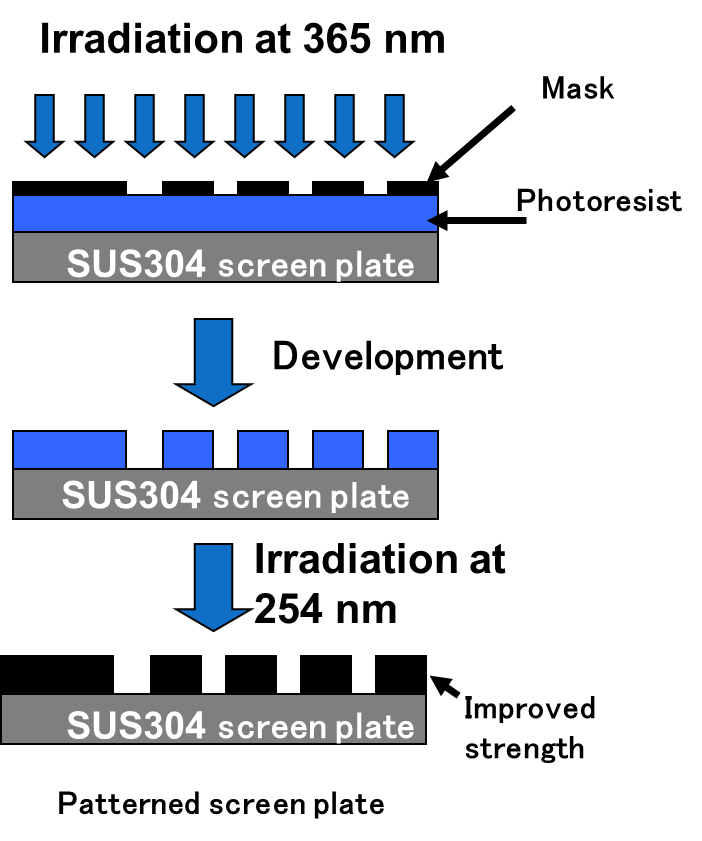 Irradiation at 365 nm
Mask
Photoresist
SUS304 screen plate
Development
SUS304 screen plate
Irradiation at
254 nm
SUS304 screen plate
Improved
strength
Patterned screen plate